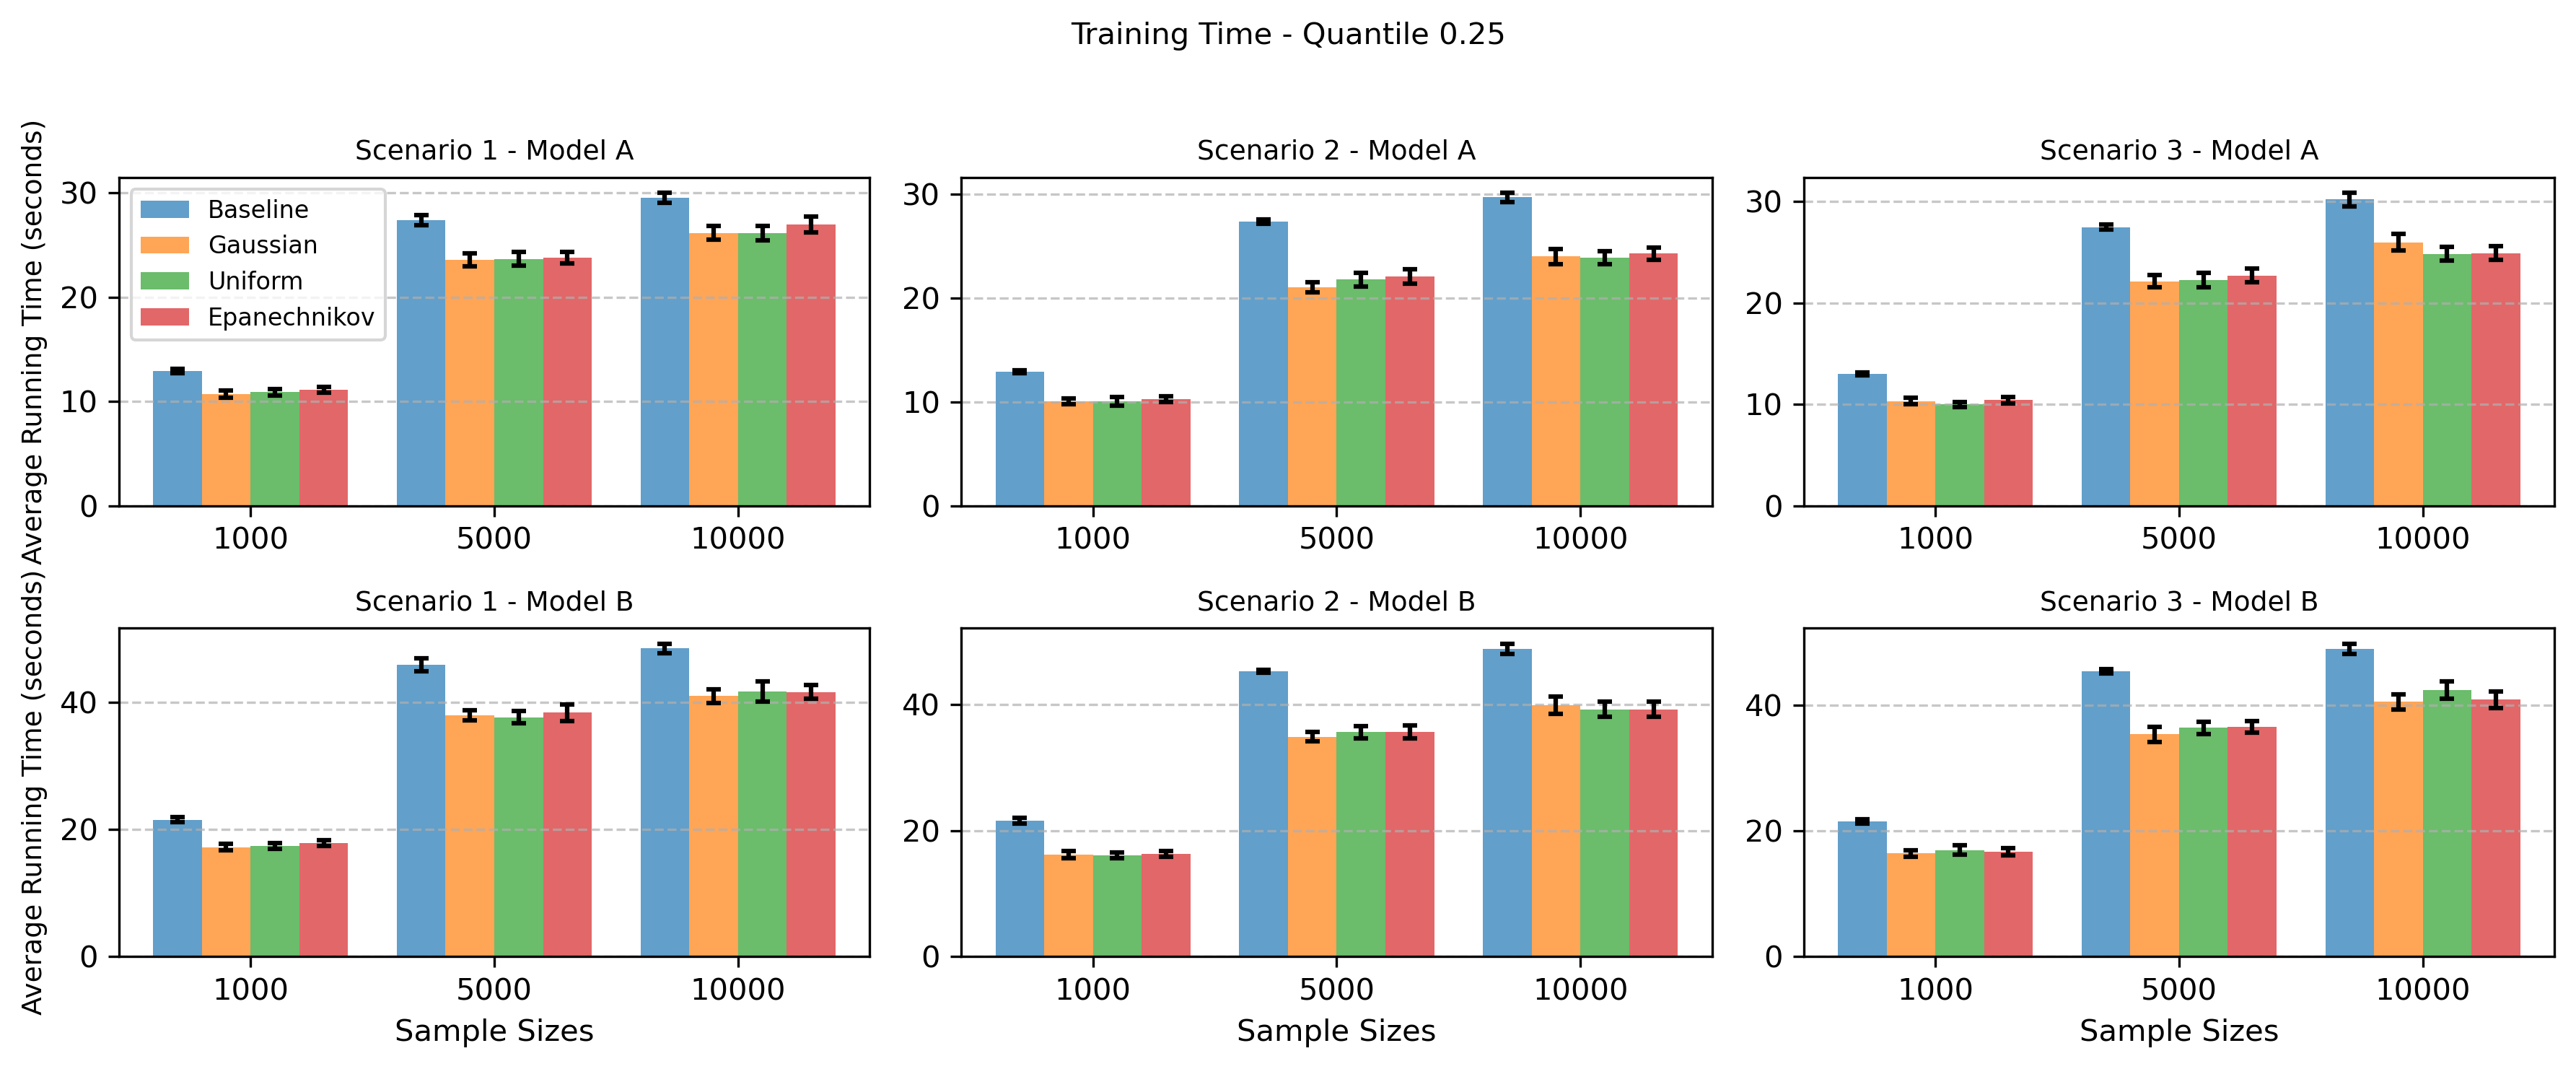 Training Time - Quantile 0.25
Scenario 1 - Model A
Average Running Time (seconds)
30
20
10
0
Baseline
Gaussian
Uniform
Epanechnikov
1000
5000
10000
Scenario 2 - Model A
30
20
10
0
1000
5000
10000
Scenario 3 - Model A
30
20
10
0
1000
5000
10000
Scenario 1 - Model B
Average Running Time (seconds)
40
20
0
1000
5000
10000
Sample Sizes
Scenario 2 - Model B
40
20
0
1000
5000
10000
Sample Sizes
Scenario 3 - Model B
40
20
0
1000
5000
10000
Sample Sizes